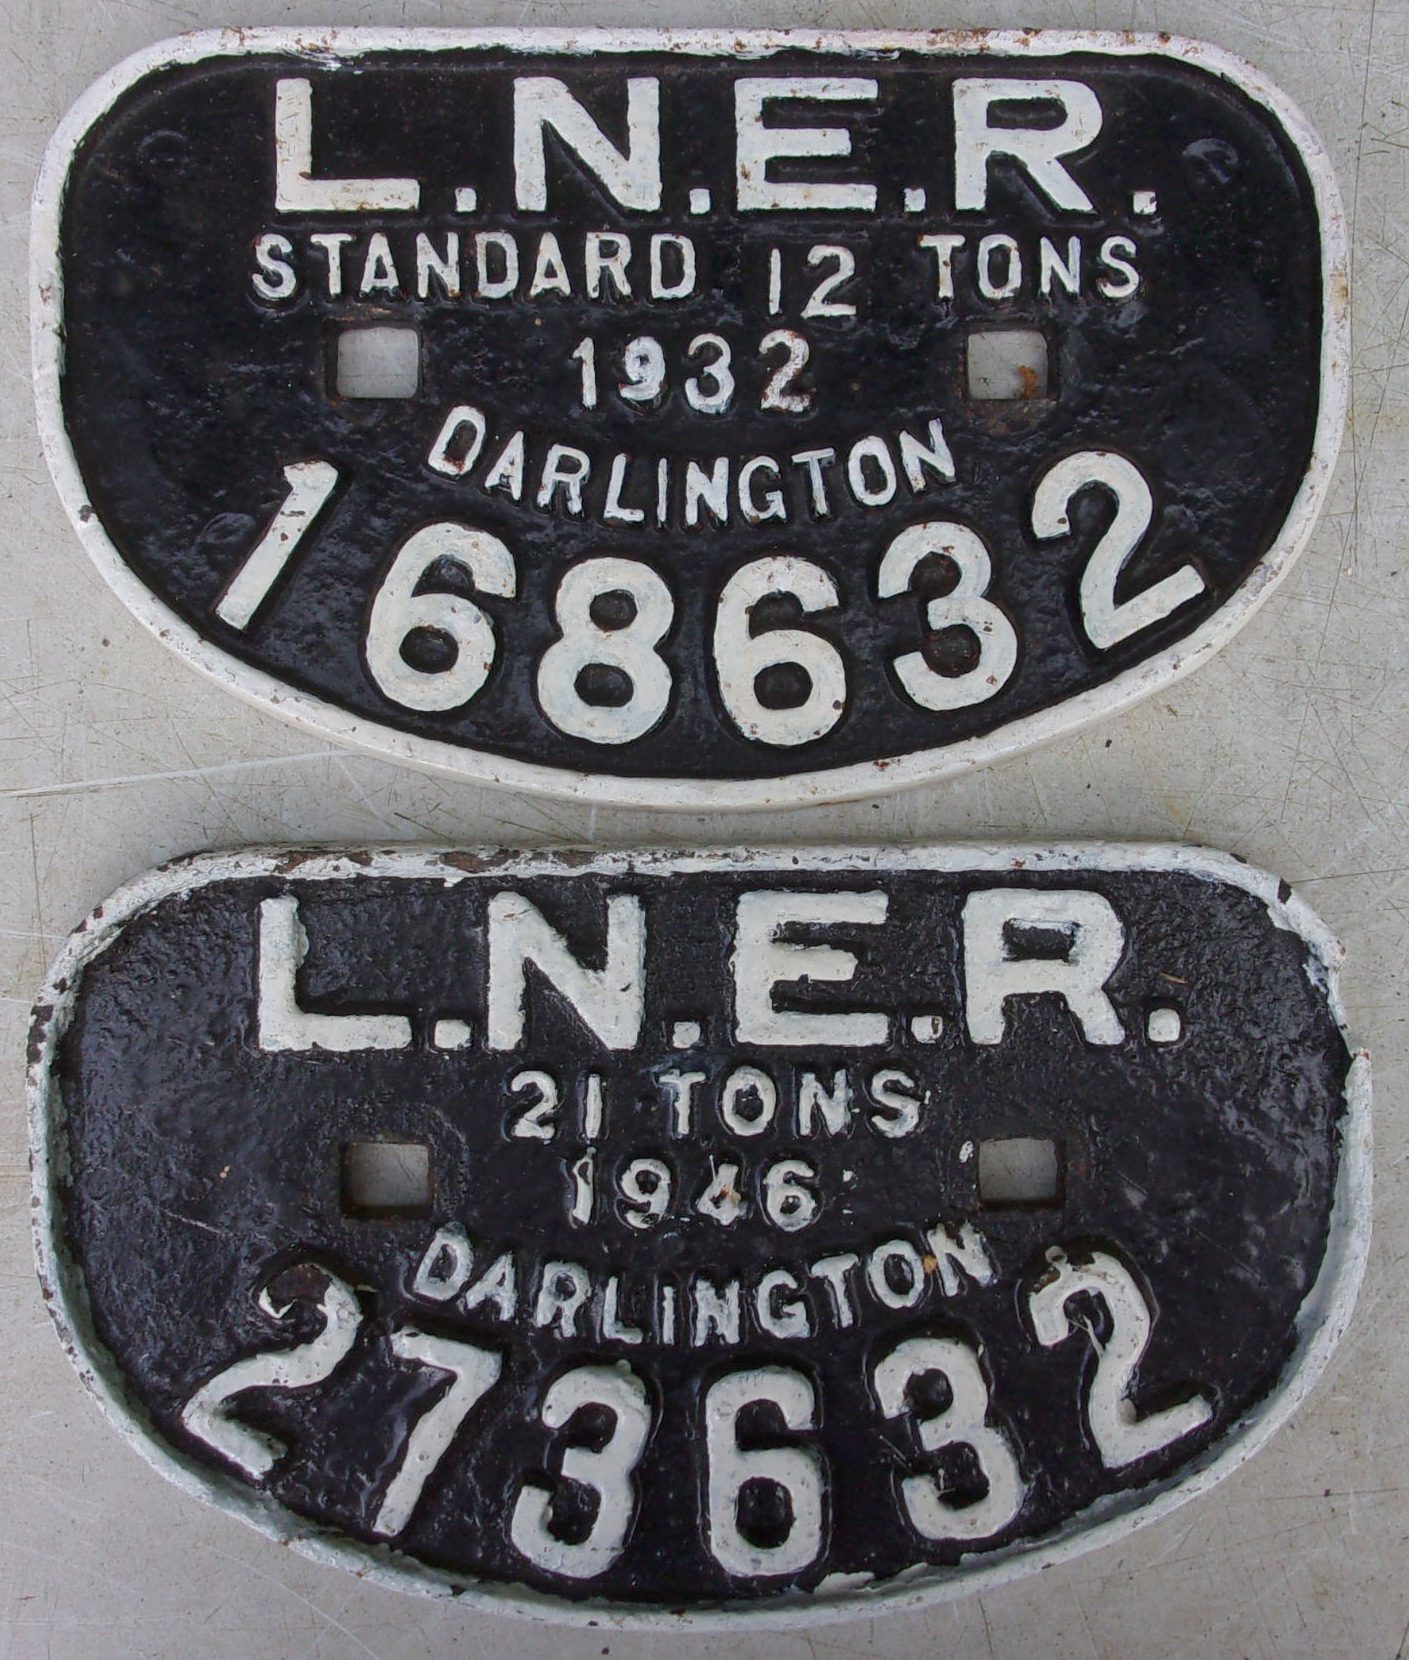 L.N.E.R.
STANDARD 12 TONS
1932
DARLINGTON
168632
L.N.E.R.
21 TONS
1946
DARLINGTON
273632